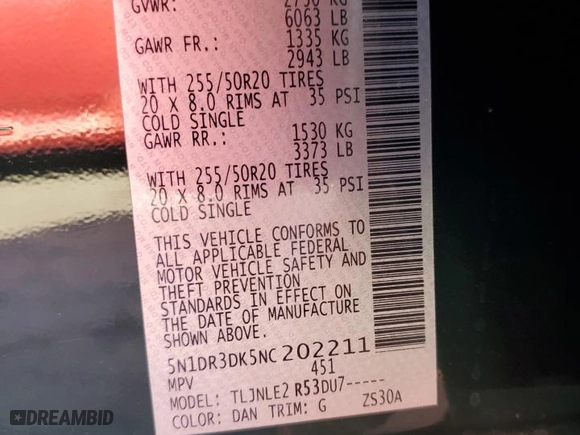 GVWR: 2750 KG
6063 LB
GAWR FR.: 1335 KG
2943 LB
WITH 255/50R20 TIRES
20 X 8.0 RIMS AT 35 PSI
COLD SINGLE
GAWR RR.: 1530 KG
3373 LB
WITH 255/50R20 TIRES
20 X 8.0 RIMS AT 35 PSI
COLD SINGLE
THIS VEHICLE CONFORMS TO
ALL APPLICABLE FEDERAL
MOTOR VEHICLE SAFETY AND
THEFT PREVENTION
STANDARDS IN EFFECT ON
THE DATE OF MANUFACTURE
SHOWN ABOVE.
5N1DR3DK5NC202211
MPV 451
MODEL: TLJNLE2 R53DU7-----
COLOR: DAN TRIM: G ZS30A
DREAMBID